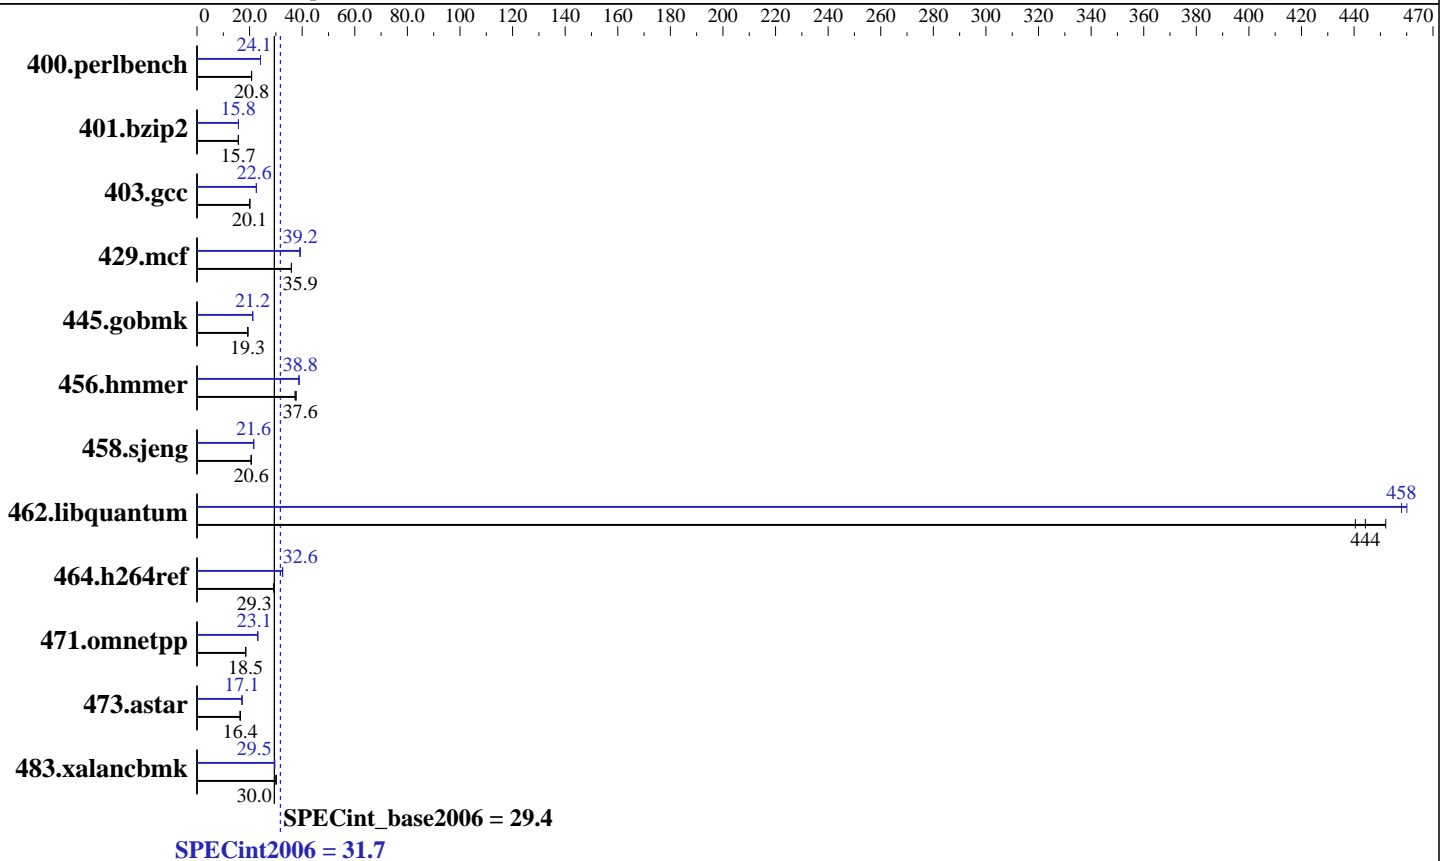 0 20.0 40.0 60.0 80.0 100 120 140 160 180 200 220 240 260 280 300 320 340 360 380 400 420 440 470
24.1
400.perlbench
20.8
15.8
401.bzip2
15.7
22.6
403.gcc
20.1
39.2
429.mcf
35.9
21.2
445.gobmk
19.3
38.8
456.hmmer
37.6
21.6
458.sjeng
20.6
458
462.libquantum
444
32.6
464.h264ref
29.3
23.1
471.omnetpp
18.5
17.1
473.astar
16.4
29.5
483.xalancbmk
30.0
SPECint_base2006 = 29.4
SPECint2006 = 31.7